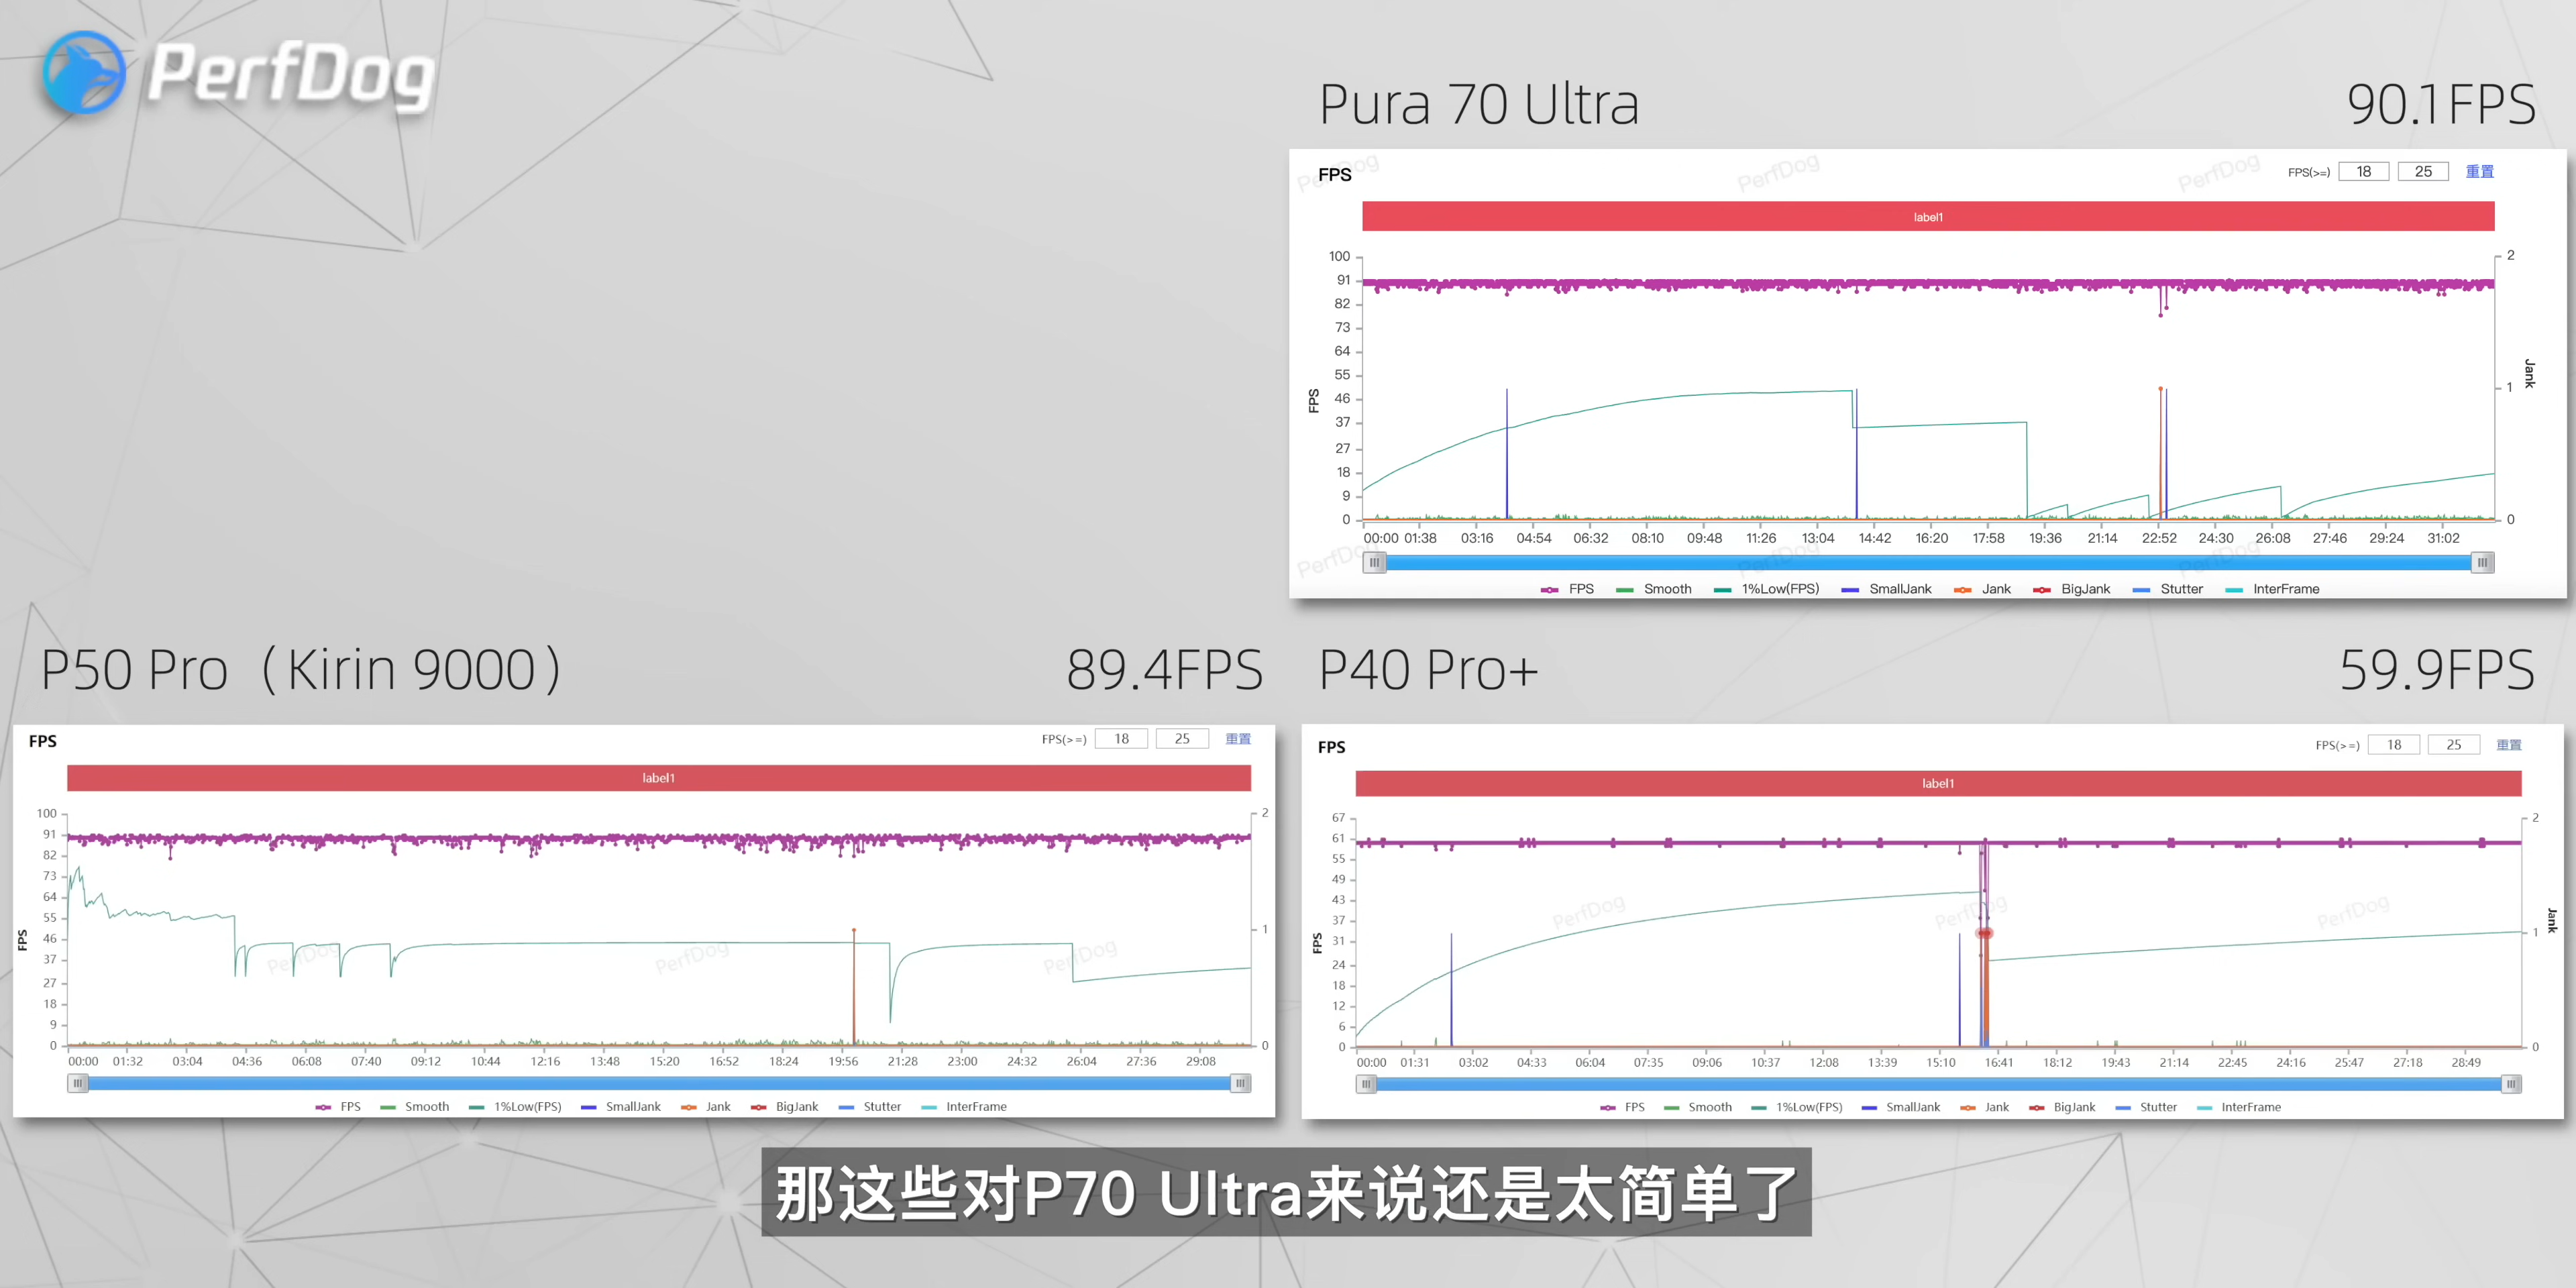 PerfDog
Pura 70 Ultra 90.1FPS
FPS FPS(>=) 18 25 重置
label1
100 2
91
82
73
64
55
46 1
37
27
18
9
0 0
FPS Jank
00:00 01:38 03:16 04:54 06:32 08:10 09:48 11:26 13:04 14:42 16:20 17:58 19:36 21:14 22:52 24:30 26:08 27:46 29:24 31:02
FPS Smooth 1%Low(FPS) SmallJank Jank BigJank Stutter InterFrame
PerfDog PerfDog PerfDog
PerfDog PerfDog PerfDog
P50 Pro（Kirin 9000） 89.4FPS
FPS FPS(>=) 18 25 重置
label1
100 2
91
82
73
64
55
46 1
37
27
18
9
0 0
FPS
00:00 01:32 03:04 04:36 06:08 07:40 09:12 10:44 12:16 13:48 15:20 16:52 18:24 19:56 21:28 23:00 24:32 26:04 27:36 29:08
FPS Smooth 1%Low(FPS) SmallJank Jank BigJank Stutter InterFrame
PerfDog PerfDog PerfDog
P40 Pro+ 59.9FPS
FPS FPS(>=) 18 25 重置
label1
67 2
61
55
49
43
37
31 1
24
18
12
6
0 0
FPS Jank
00:00 01:31 03:02 04:33 06:04 07:35 09:06 10:37 12:08 13:39 15:10 16:41 18:12 19:43 21:14 22:45 24:16 25:47 27:18 28:49
FPS Smooth 1%Low(FPS) SmallJank Jank BigJank Stutter InterFrame
PerfDog PerfDog PerfDog
那这些对P70 Ultra来说还是太简单了